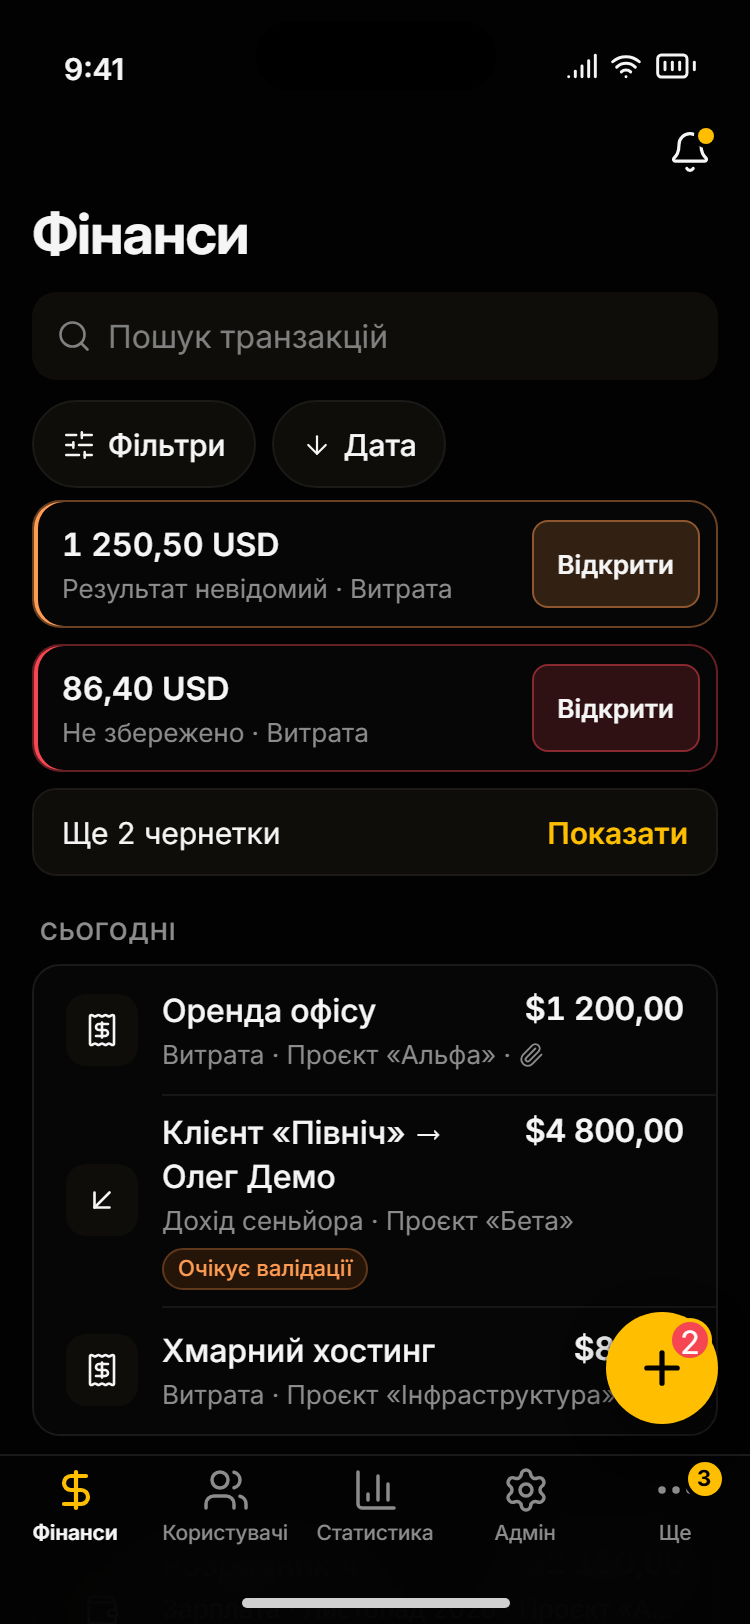 9:41
Фінанси
Пошук транзакцій
Фільтри
Дата
1 250,50 USD
Результат невідомий · Витрата
Відкрити
86,40 USD
Не збережено · Витрата
Відкрити
Ще 2 чернетки
Показати
СЬОГОДНІ
Оренда офісу
$1 200,00
Витрата · Проєкт «Альфа» ·
Клієнт «Північ» →
Олег Демо
$4 800,00
Дохід сеньйора · Проєкт «Бета»
Очікує валідації
Хмарний хостинг
$8
Витрата · Проєкт «Інфраструктура»
2
3
Фінанси
Користувачі
Статистика
Адмін
Ще